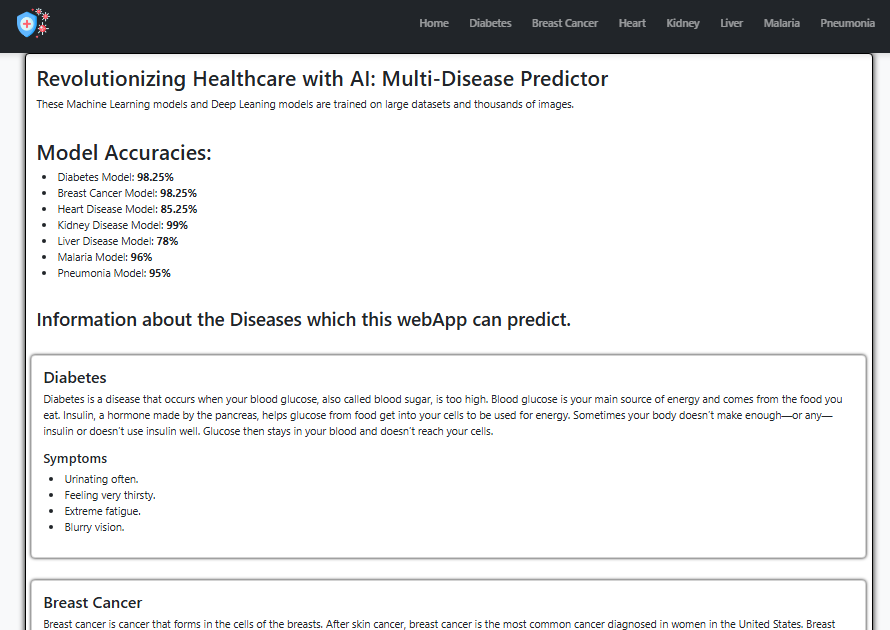 Home Diabetes Breast Cancer Heart Kidney Liver Malaria Pneumonia
Revolutionizing Healthcare with AI: Multi-Disease Predictor
These Machine Learning models and Deep Leaning models are trained on large datasets and thousands of images.
Model Accuracies:
Diabetes Model: 98.25%
Breast Cancer Model: 98.25%
Heart Disease Model: 85.25%
Kidney Disease Model: 99%
Liver Disease Model: 78%
Malaria Model: 96%
Pneumonia Model: 95%
Information about the Diseases which this webApp can predict.
Diabetes
Diabetes is a disease that occurs when your blood glucose, also called blood sugar, is too high. Blood glucose is your main source of energy and comes from the food you
eat. Insulin, a hormone made by the pancreas, helps glucose from food get into your cells to be used for energy. Sometimes your body doesn't make enough—or any—
insulin or doesn't use insulin well. Glucose then stays in your blood and doesn't reach your cells.
Symptoms
Urinating often.
Feeling very thirsty.
Extreme fatigue.
Blurry vision.
Breast Cancer
Breast cancer is cancer that forms in the cells of the breasts. After skin cancer, breast cancer is the most common cancer diagnosed in women in the United States. Breast